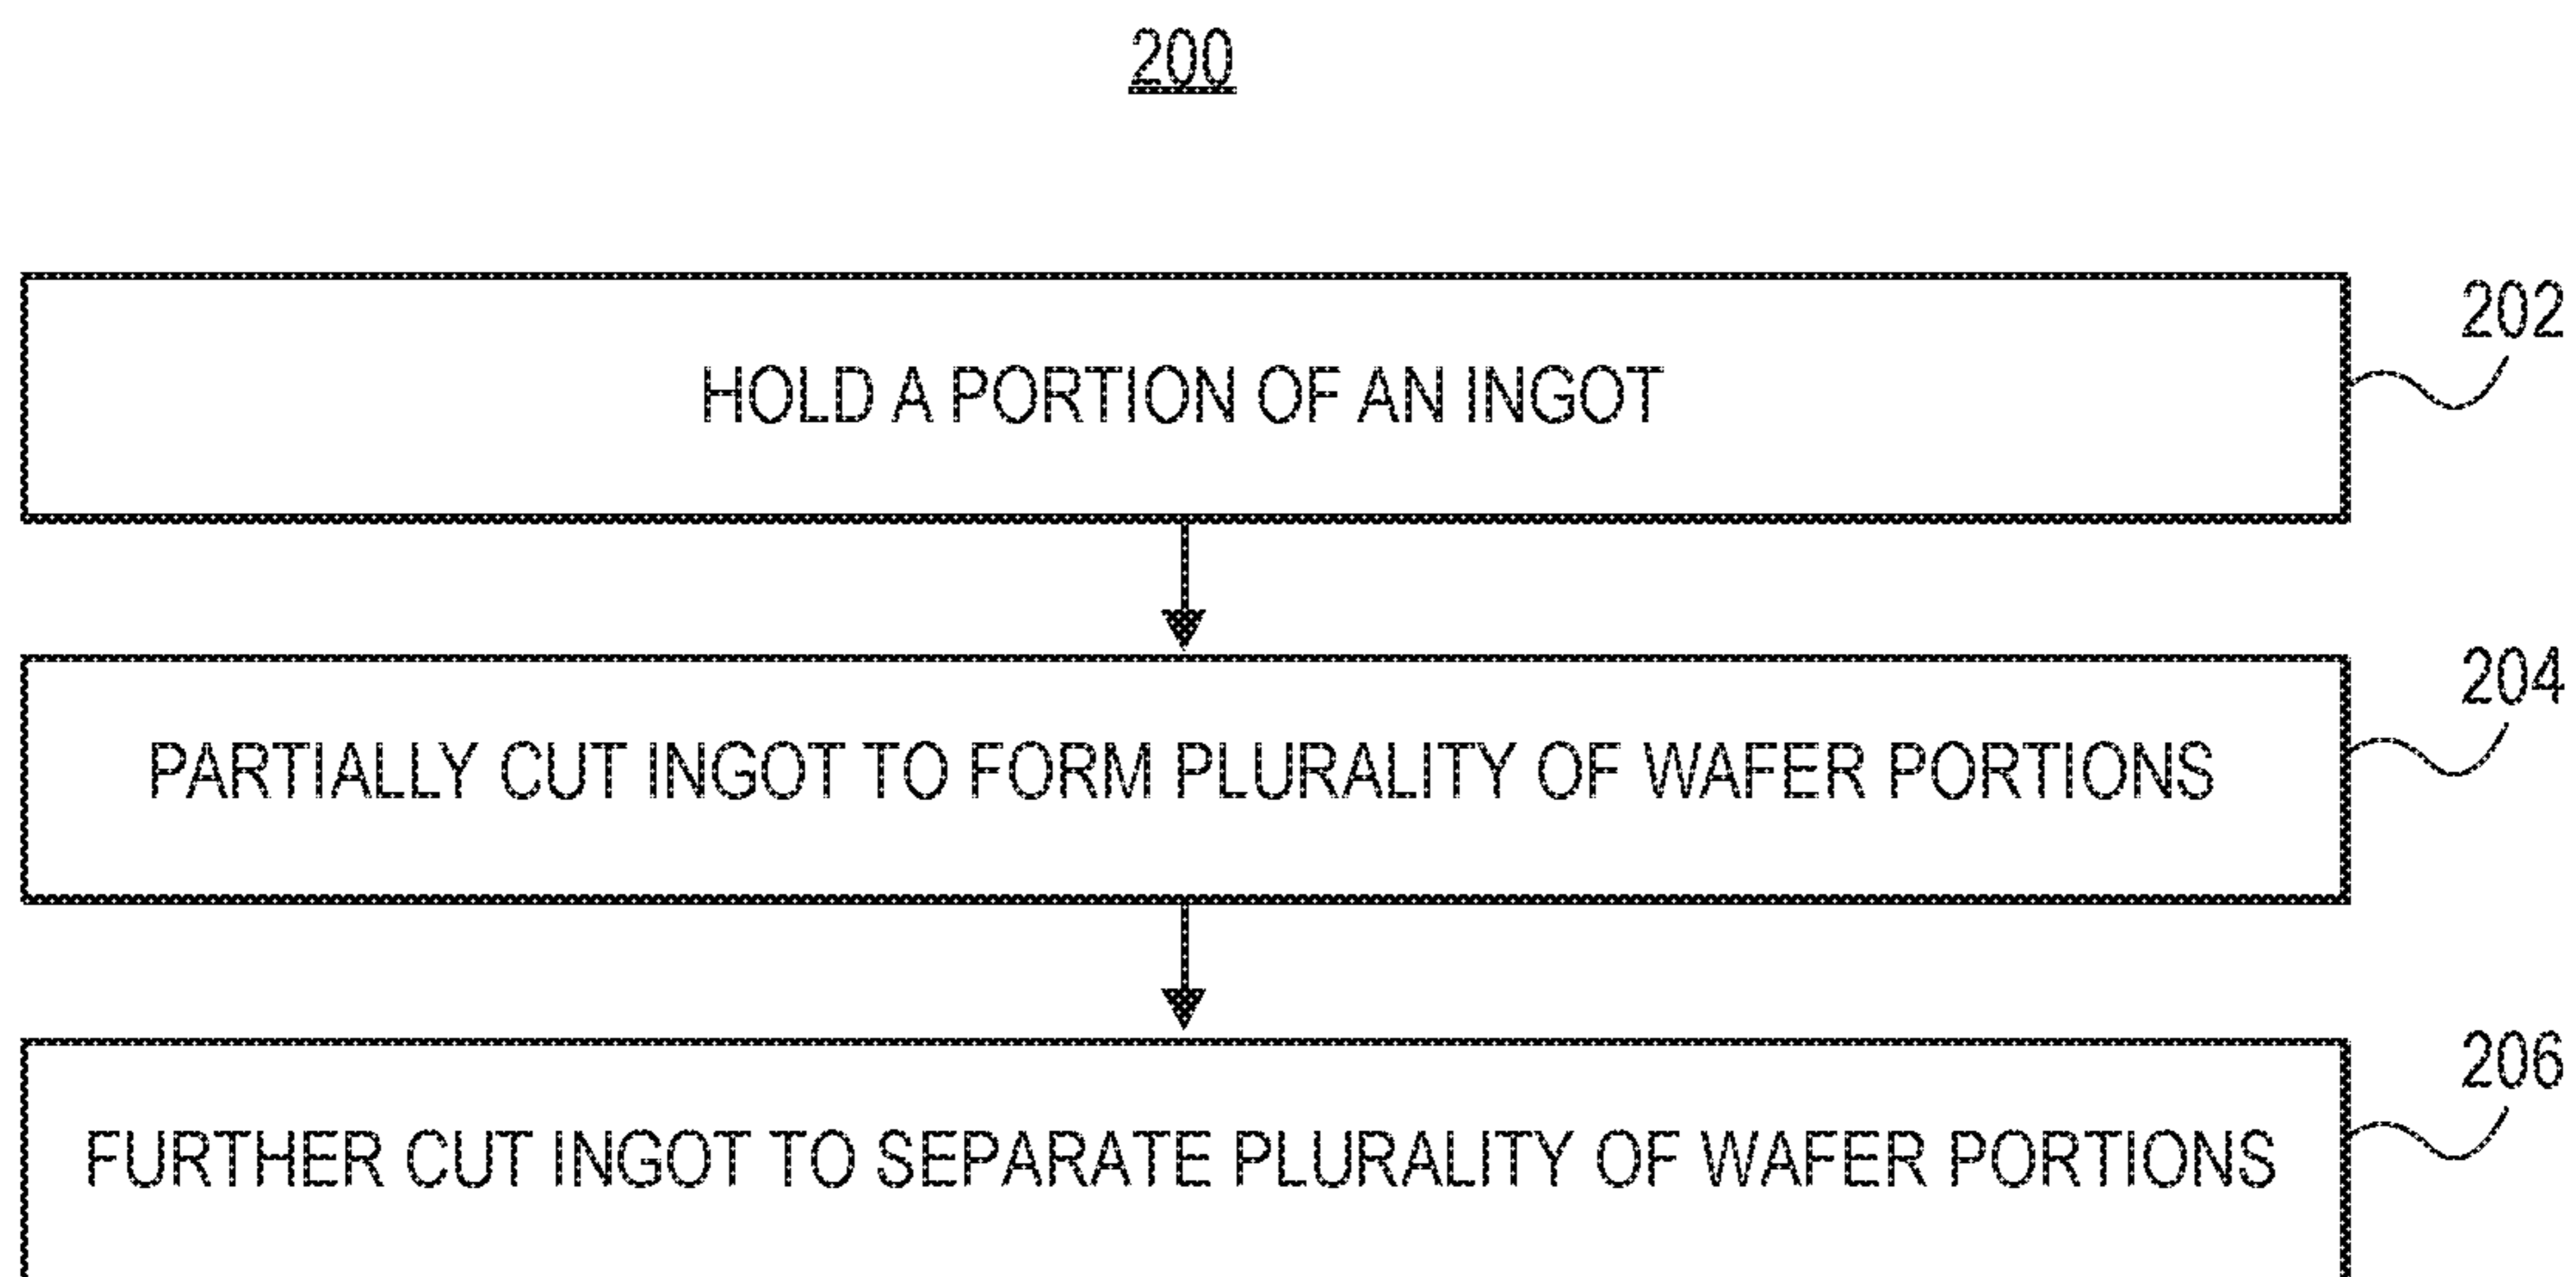 200
HOLD A PORTION OF AN INGOT
202
PARTIALLY CUT INGOT TO FORM PLURALITY OF WAFER PORTIONS
204
FURTHER CUT INGOT TO SEPARATE PLURALITY OF WAFER PORTIONS
206